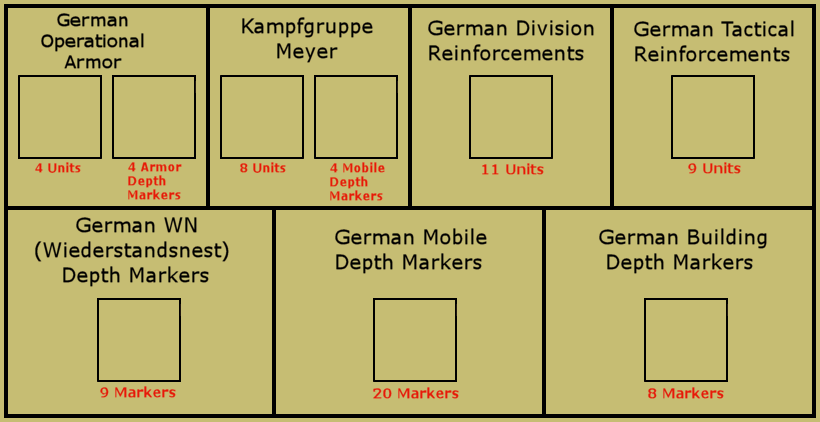 German
Operational
Armor
4 Units
4 Armor
Depth
Markers
Kampfgruppe
Meyer
8 Units
4 Mobile
Depth
Markers
German Division
Reinforcements
11 Units
German Tactical
Reinforcements
9 Units
German WN
(Wiederstandsnest)
Depth Markers
9 Markers
German Mobile
Depth Markers
20 Markers
German Building
Depth Markers
8 Markers